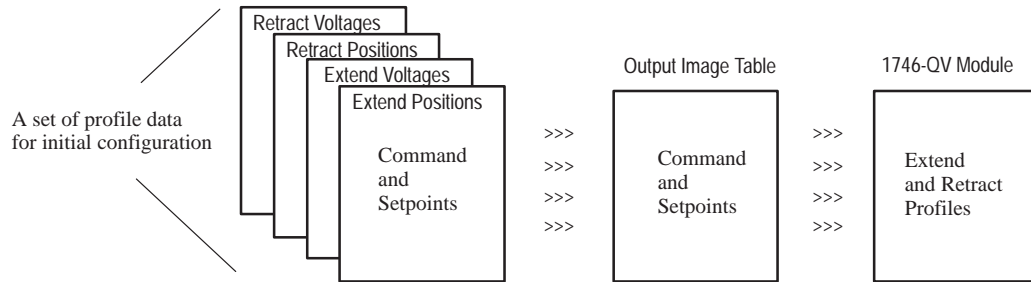 Retract Voltages
Retract Positions
Extend Voltages
Extend Positions
A set of profile data
for initial configuration
Command
and
Setpoints
>>>
>>>
>>>
>>>
Output Image Table
Command
and
Setpoints
>>>
>>>
>>>
>>>
1746-QV Module
Extend
and Retract
Profiles